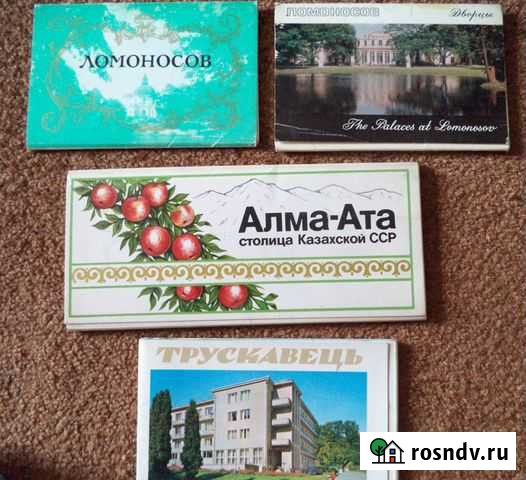 ЛОМОНОСОВ
ЛОМОНОСОВ
Дворцы
The Palaces at Lomonosov
Алма-Ата
столица Казахской ССР
ТРУСКАВЕЦЬ
rosndv.ru